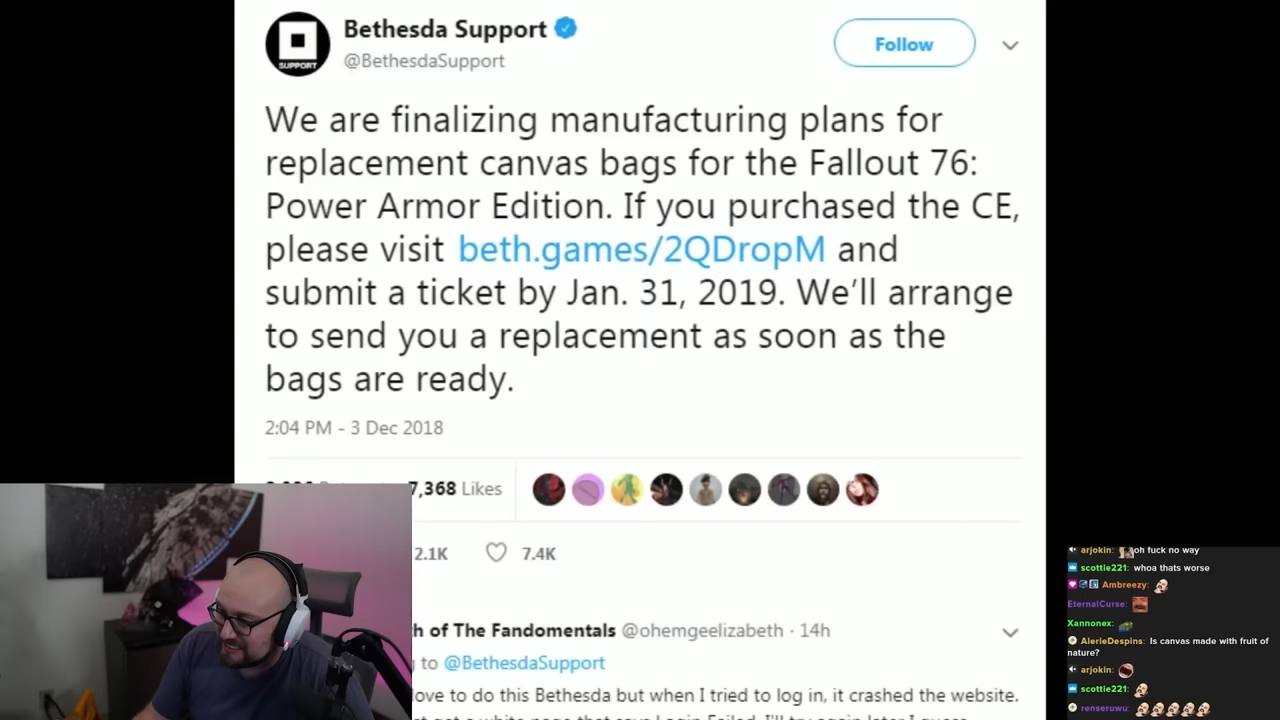 Bethesda Support
SUPPORT
@BethesdaSupport
Follow
We are finalizing manufacturing plans for
replacement canvas bags for the Fallout 76:
Power Armor Edition. If you purchased the CE,
please visit beth.games/2QDropM and
submit a ticket by Jan. 31, 2019. We'll arrange
to send you a replacement as soon as the
bags are ready.
2:04 PM - 3 Dec 2018
7,368 Likes
2.1K
7.4K
h of The Fandomentals @ohemgeelizabeth · 14h
to @BethesdaSupport
love to do this Bethesda but when I tried to log in, it crashed the website.
arjokin: oh fuck no way
scottie221: whoa thats worse
Ambreezy:
EternalCurse:
Xannonex:
AlerieDespins: Is canvas made with fruit of
nature?
arjokin:
scottie221:
renseruwu: